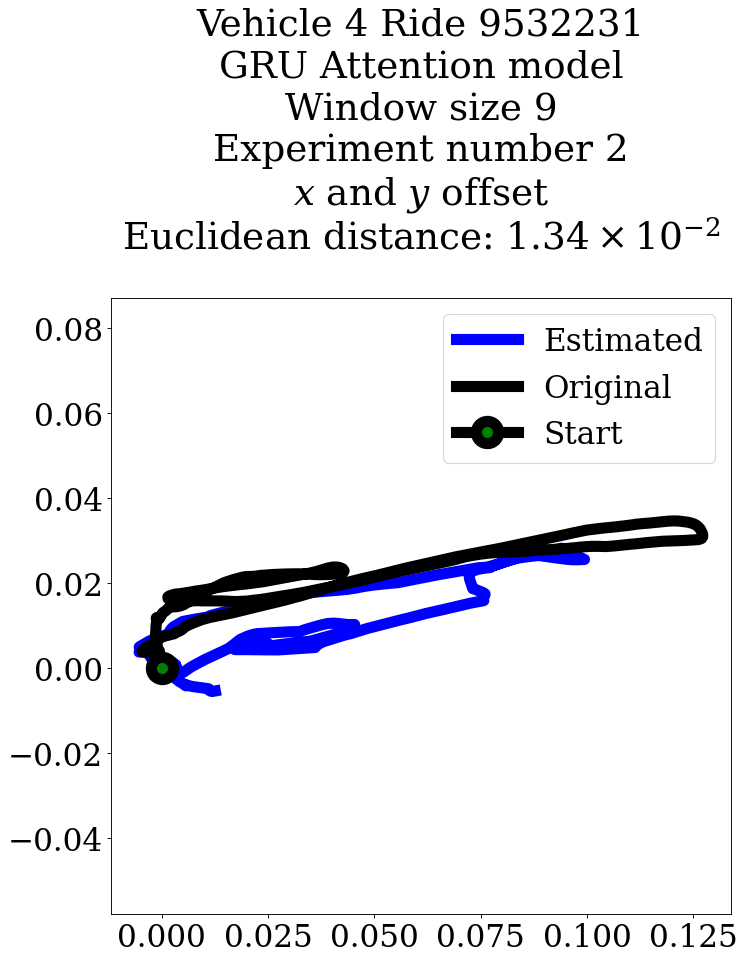 Vehicle 4 Ride 9532231
GRU Attention model
Window size 9
Experiment number 2
x and y offset
Euclidean distance: 1.34 × 10⁻²
Estimated
Original
Start
0.08
0.06
0.04
0.02
0.00
−0.02
−0.04
0.000 0.025 0.050 0.075 0.100 0.125